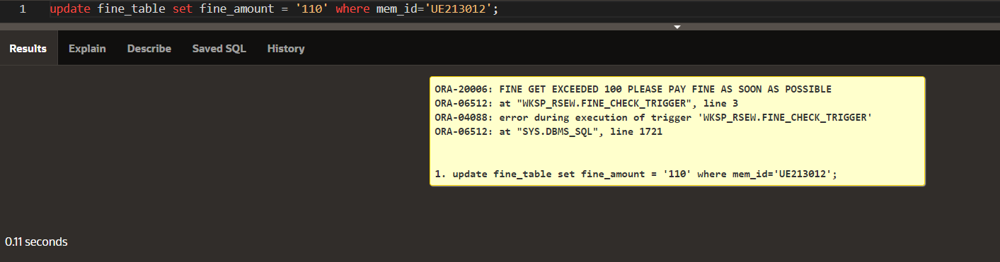 1 update fine_table set fine_amount = '110' where mem_id='UE213012';
Results Explain Describe Saved SQL History
ORA-20006: FINE GET EXCEEDED 100 PLEASE PAY FINE AS SOON AS POSSIBLE
ORA-06512: at "WKSP_RSEW.FINE_CHECK_TRIGGER", line 3
ORA-04088: error during execution of trigger 'WKSP_RSEW.FINE_CHECK_TRIGGER'
ORA-06512: at "SYS.DBMS_SQL", line 1721
1. update fine_table set fine_amount = '110' where mem_id='UE213012';
0.11 seconds